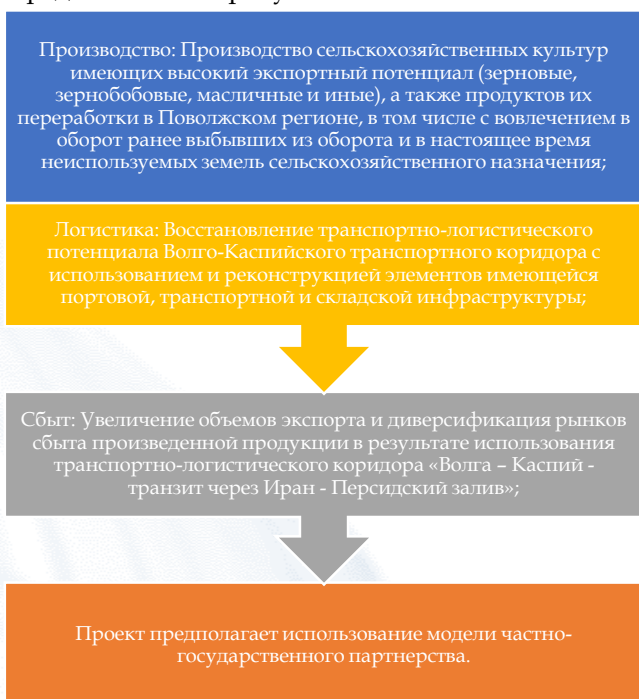 Производство: Производство сельскохозяйственных культур
имеющих высокий экспортный потенциал (зерновые,
зернобобовые, масличные и иные), а также продуктов их
переработки в Поволжском регионе, в том числе с вовлечением в
оборот ранее выбывших из оборота и в настоящее время
неиспользуемых земель сельскохозяйственного назначения;
Логистика: Восстановление транспортно-логистического
потенциала Волго-Каспийского транспортного коридора с
использованием и реконструкцией элементов имеющейся
портовой, транспортной и складской инфраструктуры;
Сбыт: Увеличение объемов экспорта и диверсификация рынков
сбыта произведенной продукции в результате использования
транспортно-логистического коридора «Волга – Каспий -
транзит через Иран - Персидский залив»;
Проект предполагает использование модели частно-
государственного партнерства.